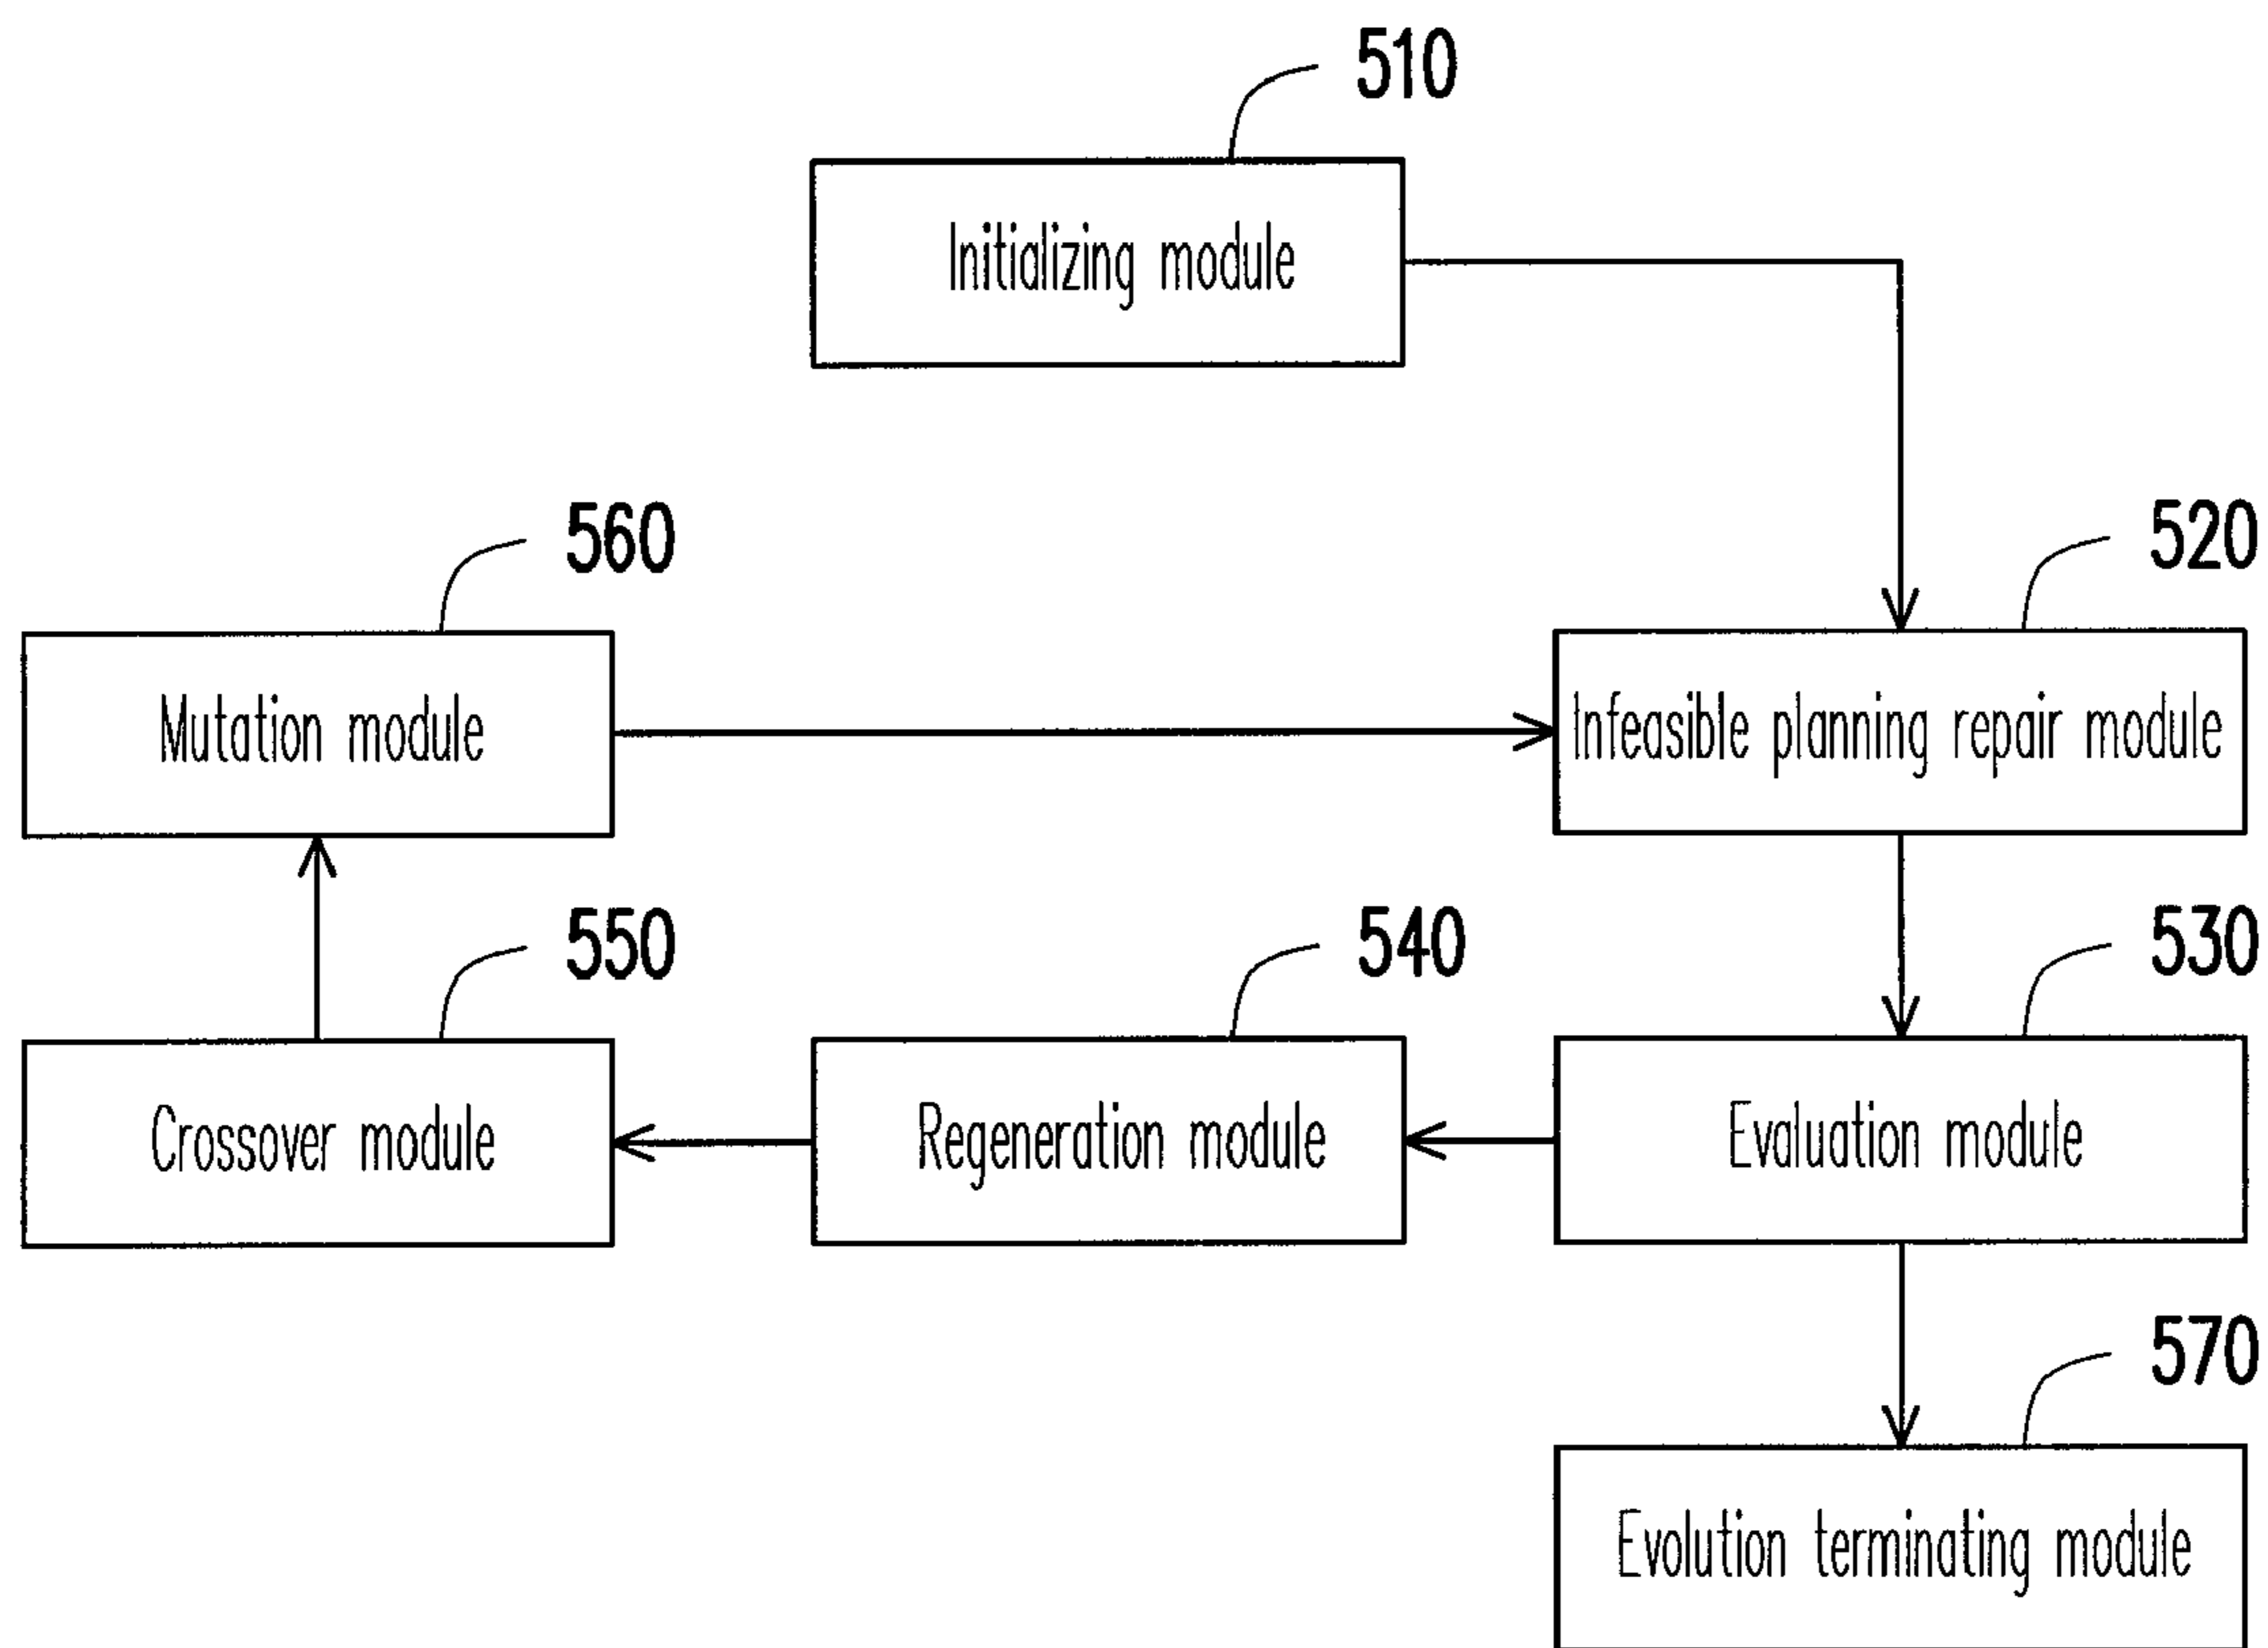 510
Initializing module
560
520
Mutation module
Infeasible planning repair module
550
540
530
Crossover module
Regeneration module
Evaluation module
570
Evolution terminating module